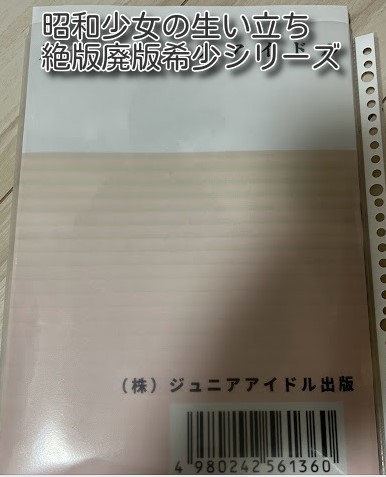 昭和少女の生い立ち
絶版廃版希少シリーズ
(株)ジュニアアイドル出版
4 980242 561360